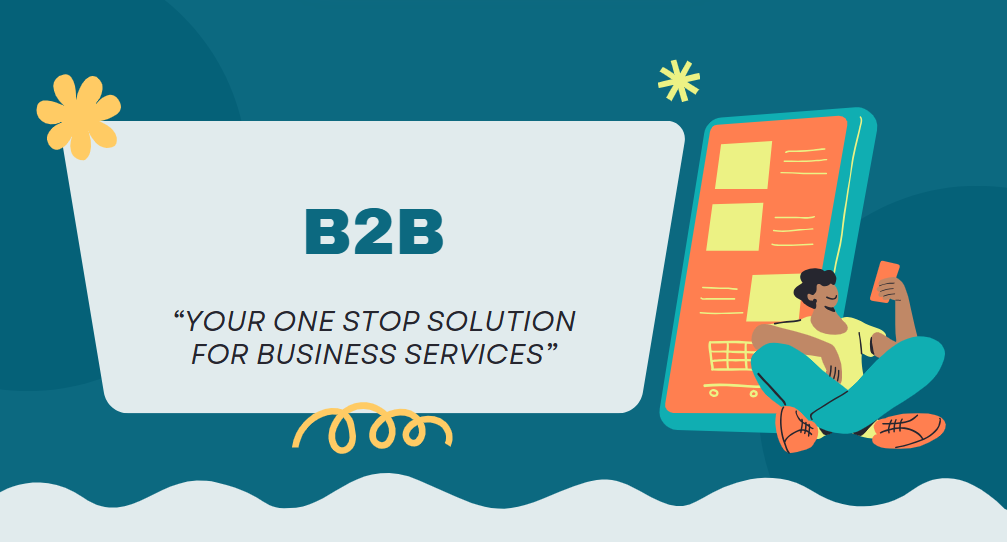 B2B
“YOUR ONE STOP SOLUTION
FOR BUSINESS SERVICES”